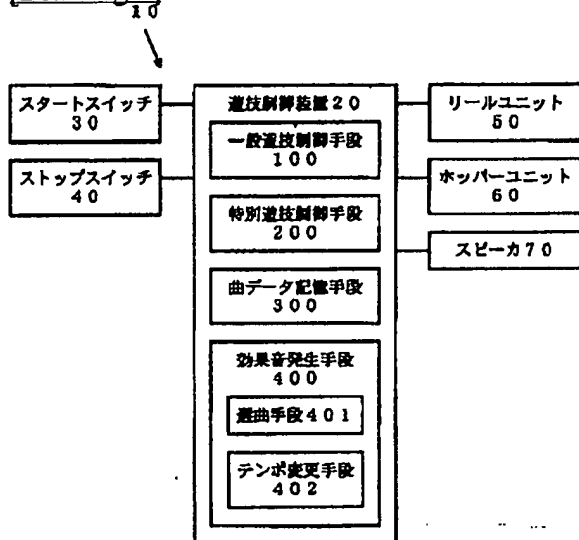 10
スタートスイッチ
30
ストップスイッチ
40
遊技制御装置20
一般遊技制御手段
100
特別遊技制御手段
200
曲データ記憶手段
300
効果音発生手段
400
選曲手段401
テンポ変更手段
402
リールユニット
50
ホッパーユニット
60
スピーカ70